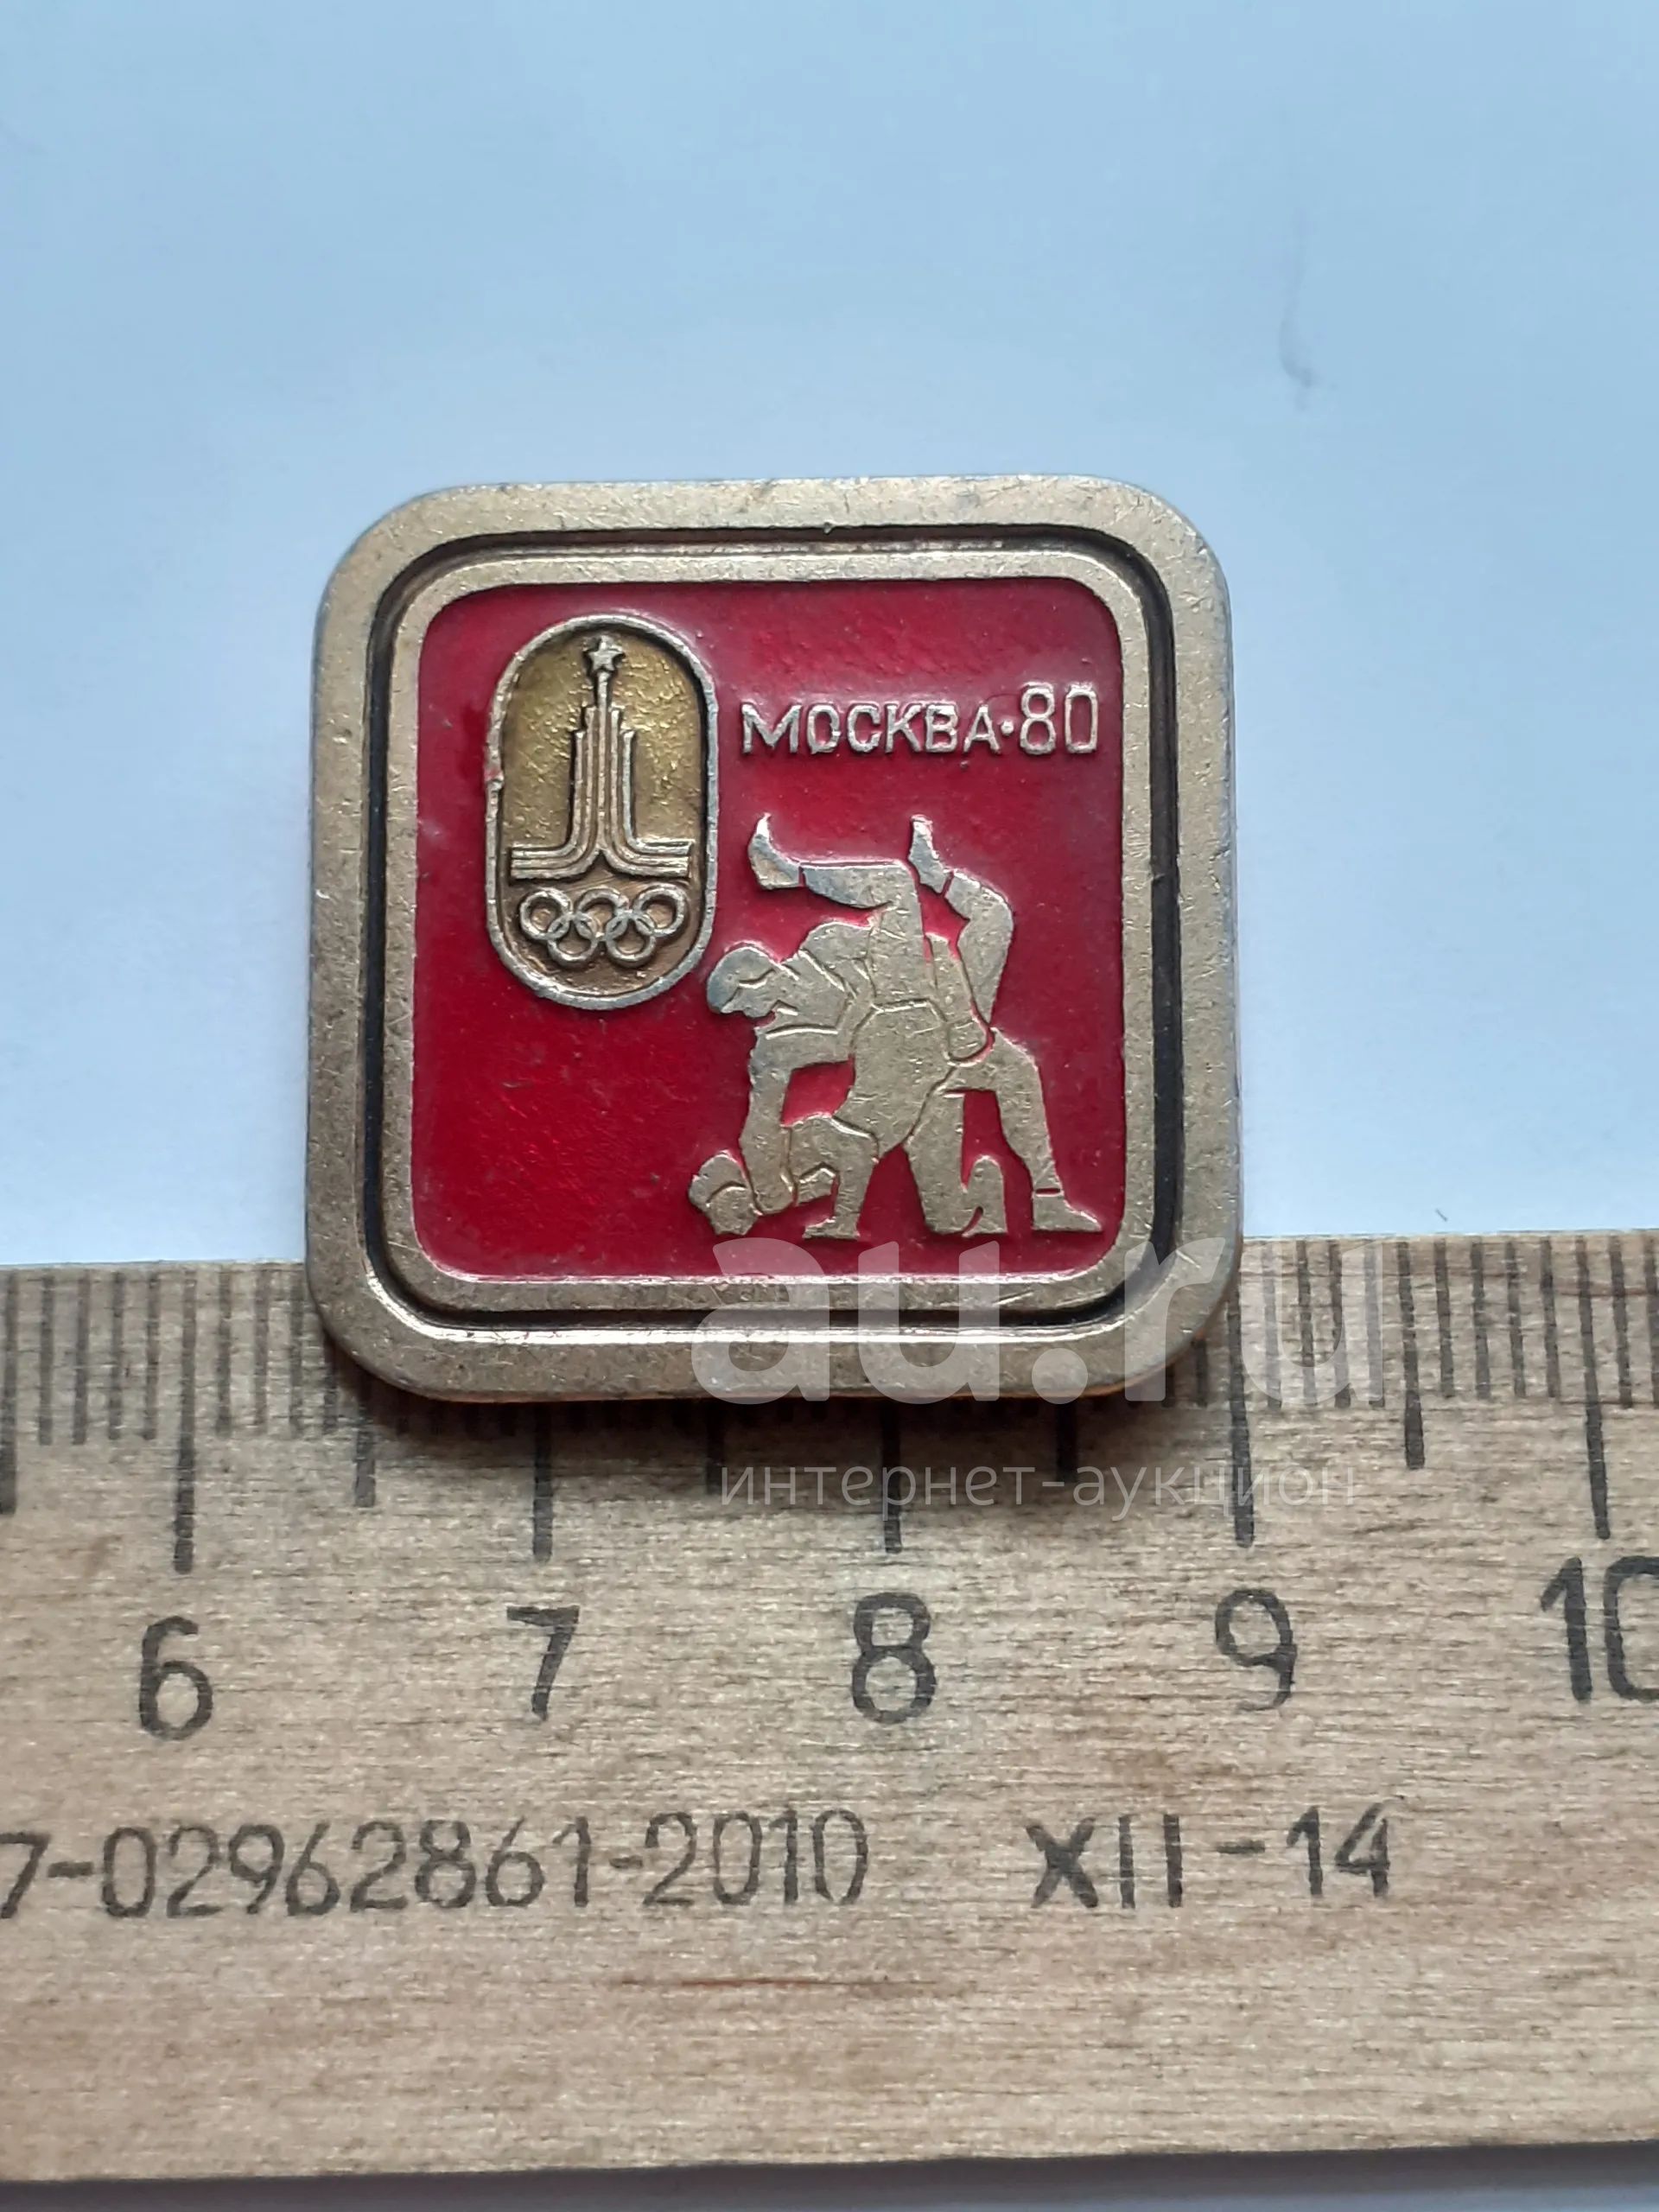 МОСКВА·80
au.ru
интернет-аукцион
6 7 8 9 10
7-02962861-2010 XII-14